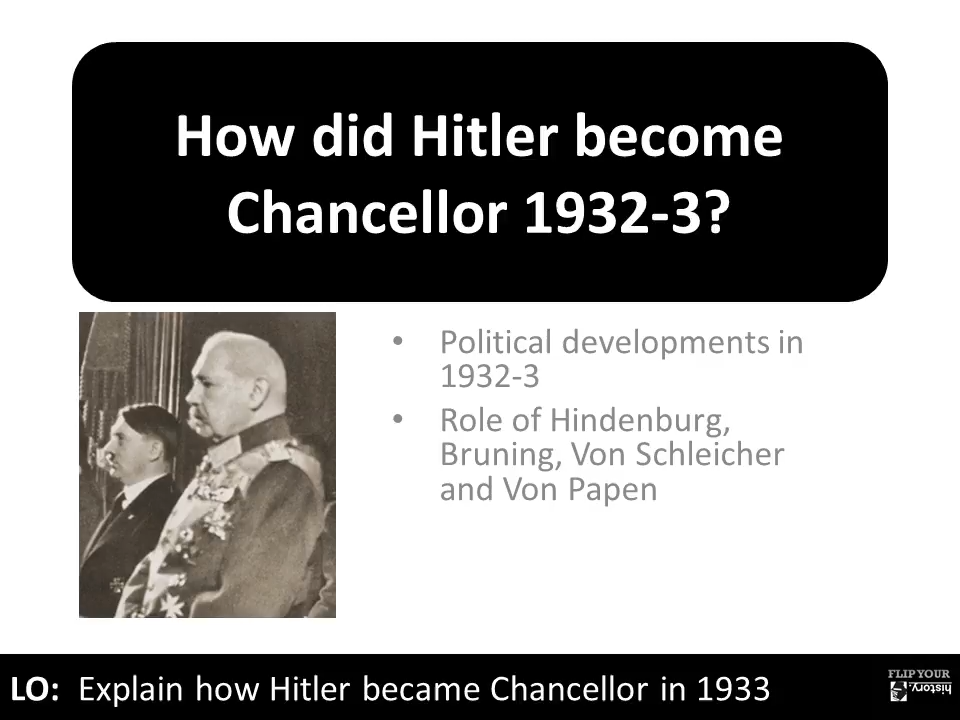 How did Hitler become
Chancellor 1932-3?
• Political developments in
1932-3
• Role of Hindenburg,
Bruning, Von Schleicher
and Von Papen
LO: Explain how Hitler became Chancellor in 1933
FLIP YOUR
history.